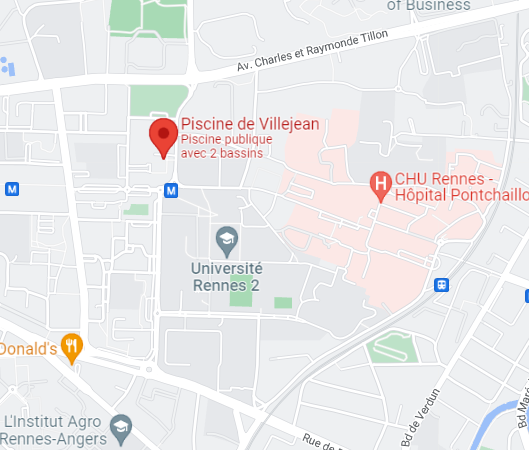 of Business
Av. Charles et Raymonde Tillon
Piscine de Villejean
Piscine publique
avec 2 bassins
M
M
H
CHU Rennes -
Hôpital Pontchaillo
Université
Rennes 2
Donald's
L'Institut Agro
Rennes-Angers
Rue de
Bd de Verdun
Bd Maré